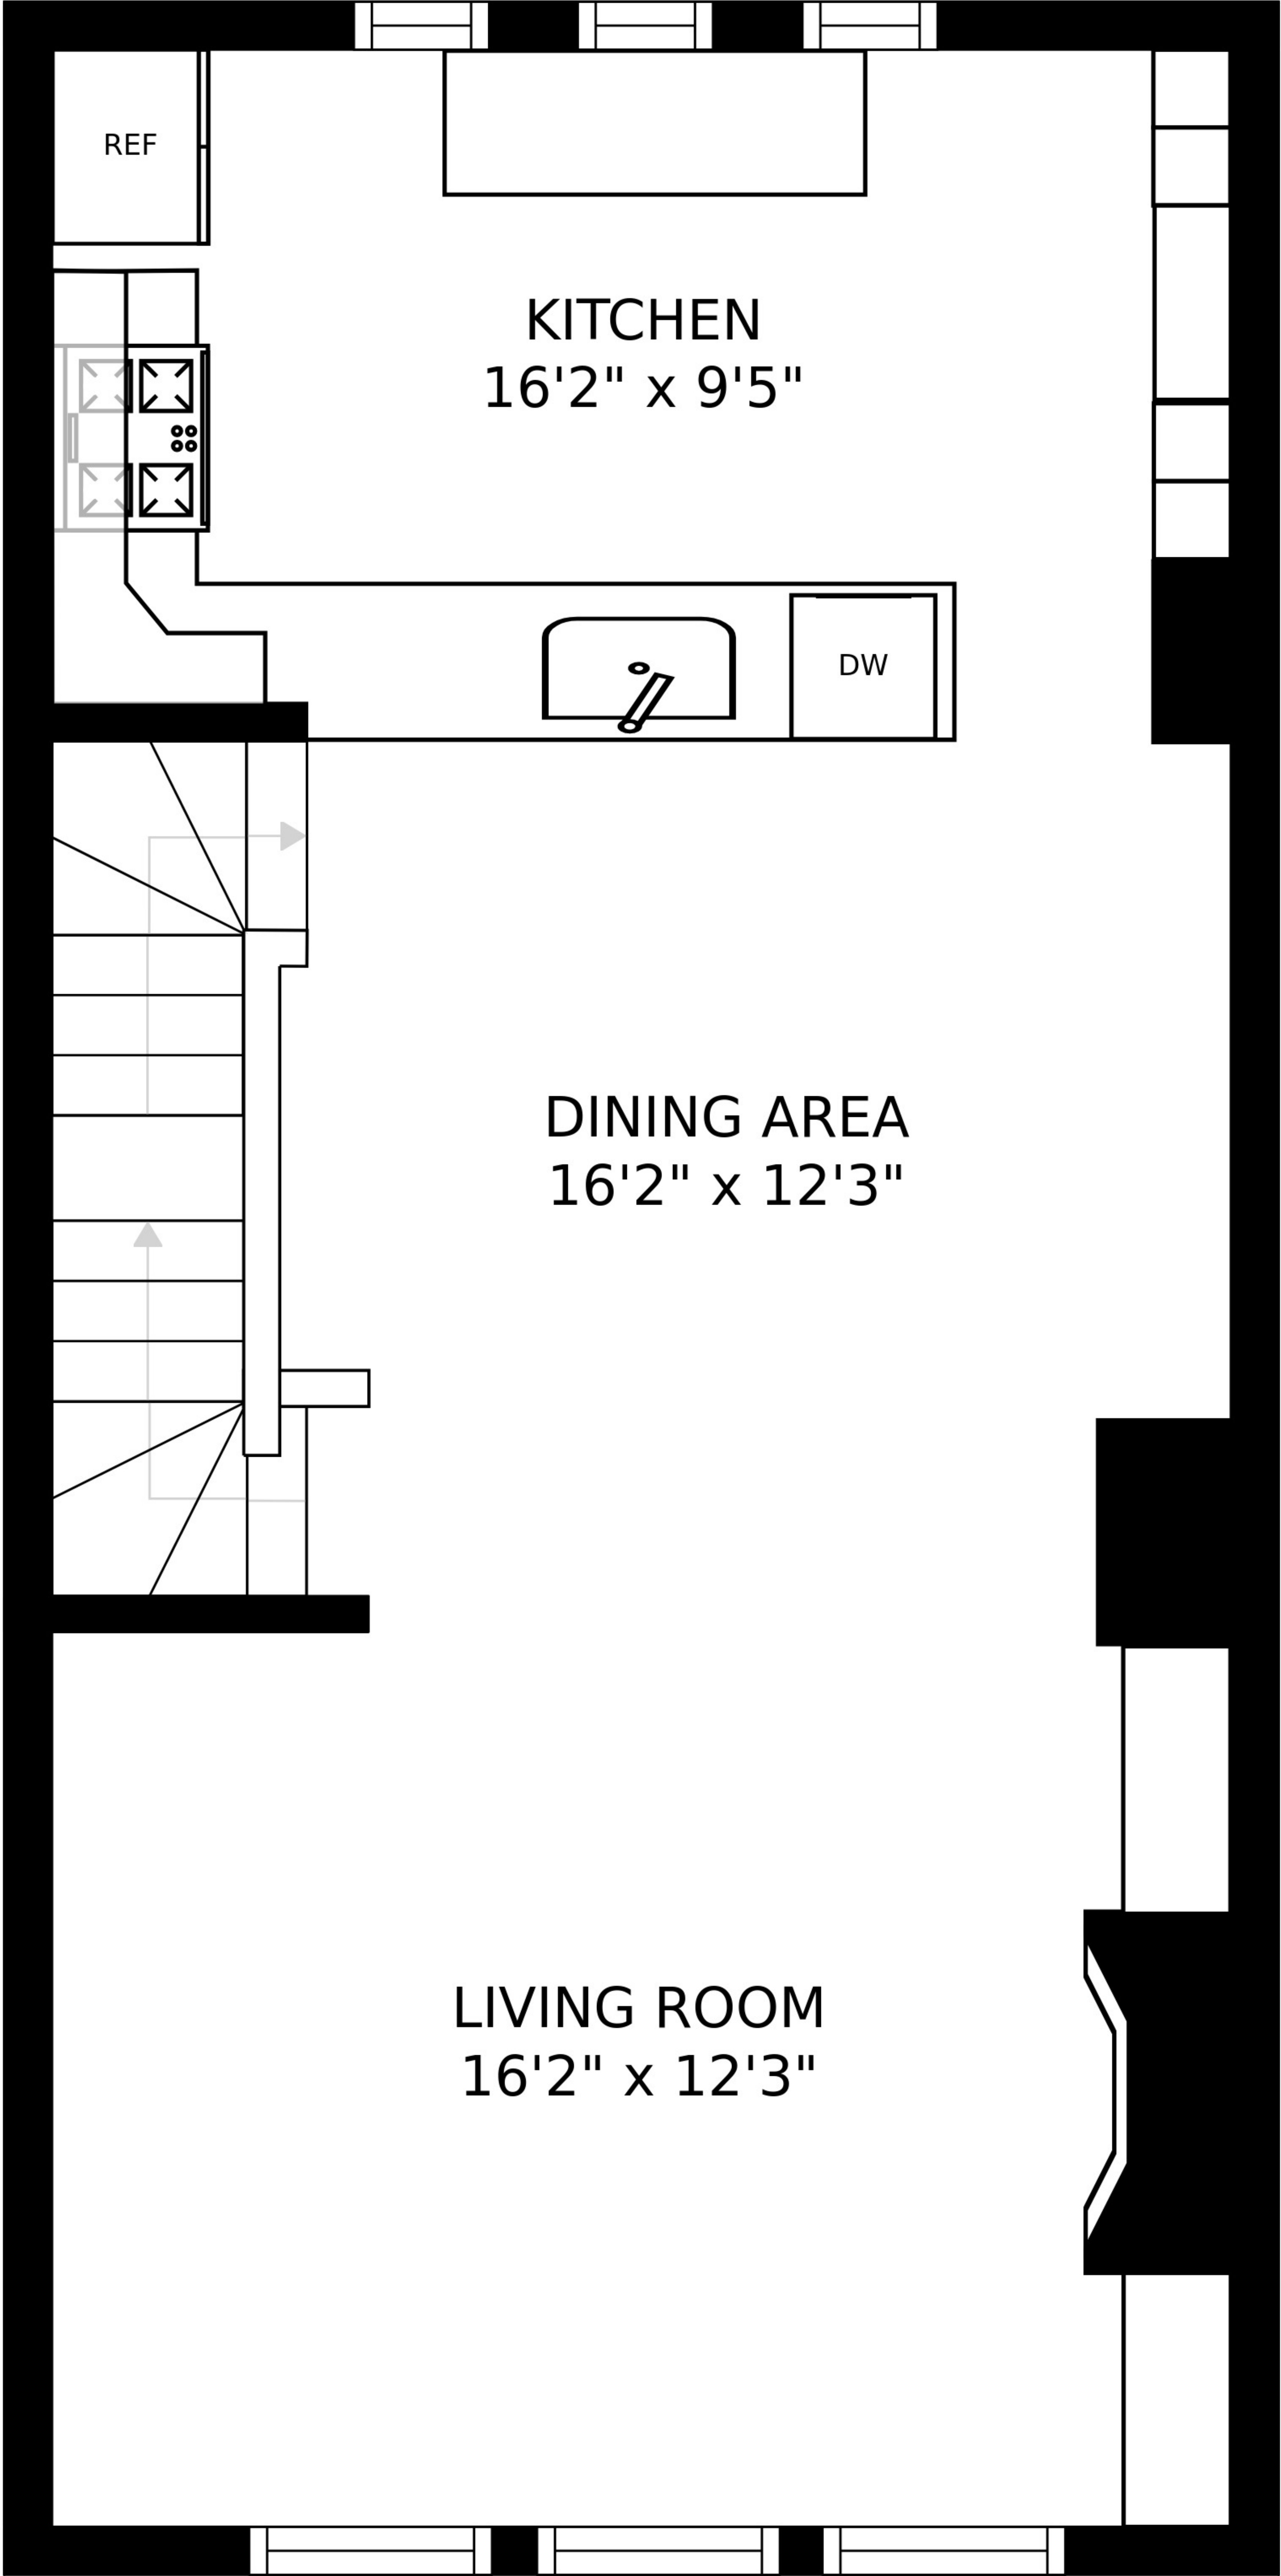 REF
KITCHEN
16'2" x 9'5"
DW
DINING AREA
16'2" x 12'3"
LIVING ROOM
16'2" x 12'3"